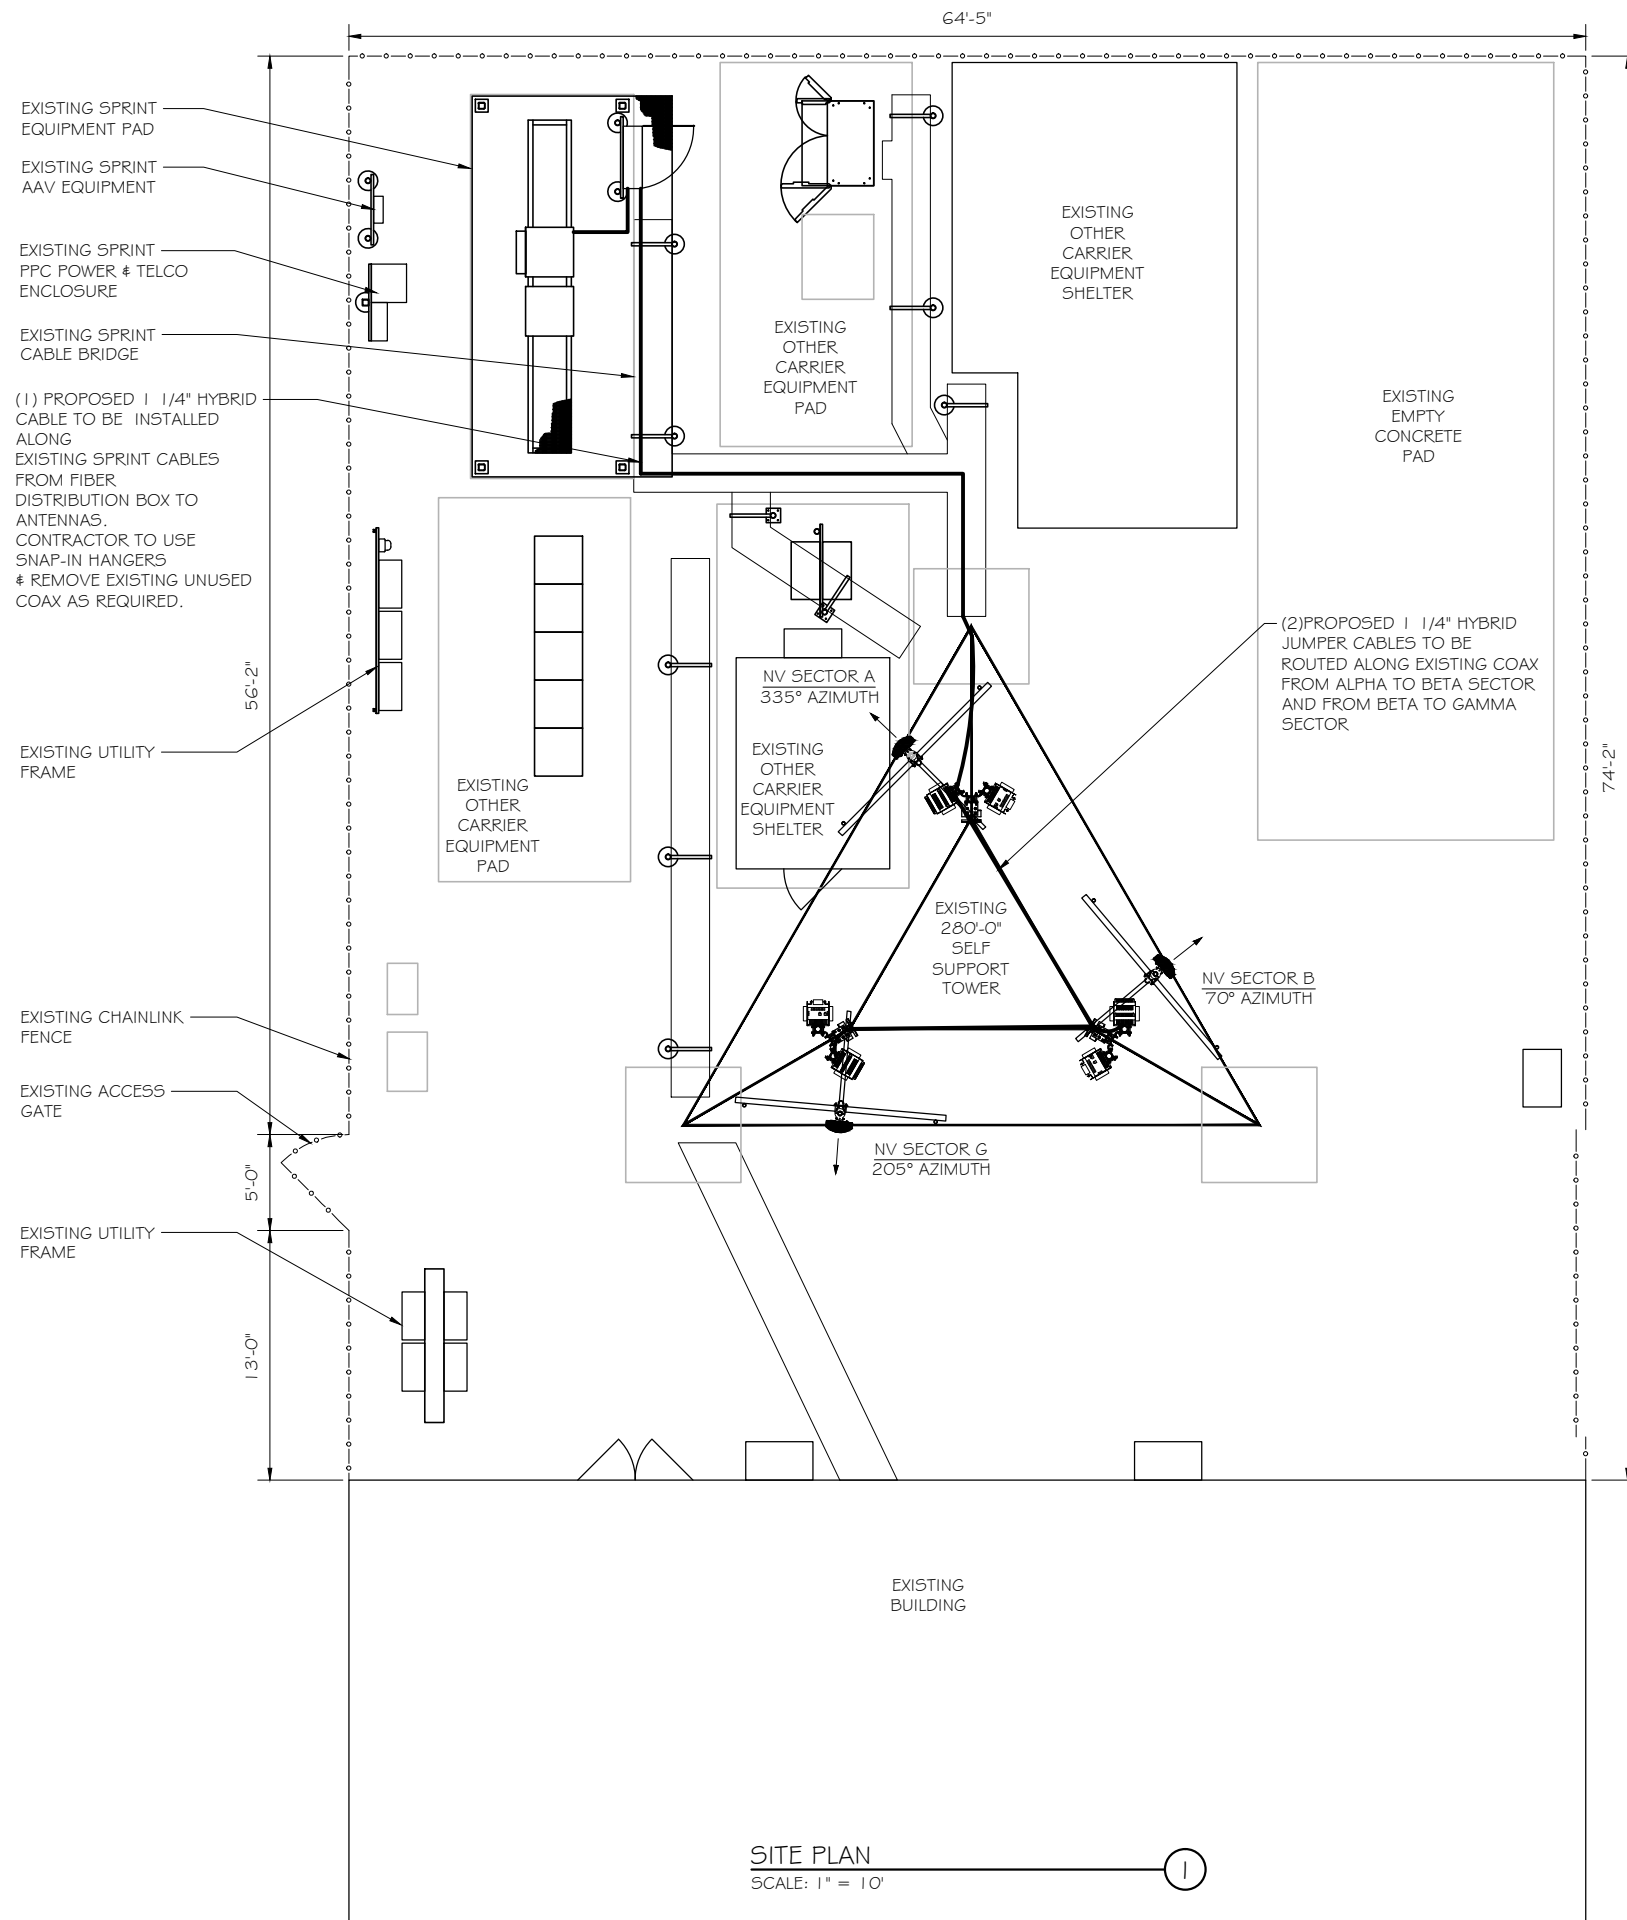 64'-5"
EXISTING SPRINT
EQUIPMENT PAD
EXISTING SPRINT
AAV EQUIPMENT
EXISTING SPRINT
PPC POWER & TELCO
ENCLOSURE
EXISTING SPRINT
CABLE BRIDGE
(1) PROPOSED 1 1/4" HYBRID
CABLE TO BE INSTALLED
ALONG
EXISTING SPRINT CABLES
FROM FIBER
DISTRIBUTION BOX TO
ANTENNAS.
CONTRACTOR TO USE
SNAP-IN HANGERS
& REMOVE EXISTING UNUSED
COAX AS REQUIRED.
56'-2"
EXISTING UTILITY
FRAME
EXISTING CHAINLINK
FENCE
EXISTING ACCESS
GATE
5'-0"
EXISTING UTILITY
FRAME
13'-0"
EXISTING
OTHER
CARRIER
EQUIPMENT
SHELTER
EXISTING
OTHER
CARRIER
EQUIPMENT
PAD
EXISTING
EMPTY
CONCRETE
PAD
(2)PROPOSED 1 1/4" HYBRID
JUMPER CABLES TO BE
ROUTED ALONG EXISTING COAX
FROM ALPHA TO BETA SECTOR
AND FROM BETA TO GAMMA
SECTOR
NV SECTOR A
335° AZIMUTH
EXISTING
OTHER
CARRIER
EQUIPMENT
SHELTER
EXISTING
OTHER
CARRIER
EQUIPMENT
PAD
74'-2"
EXISTING
280'-0"
SELF
SUPPORT
TOWER
NV SECTOR B
70° AZIMUTH
NV SECTOR G
205° AZIMUTH
EXISTING
BUILDING
SITE PLAN
SCALE: 1" = 10'
1